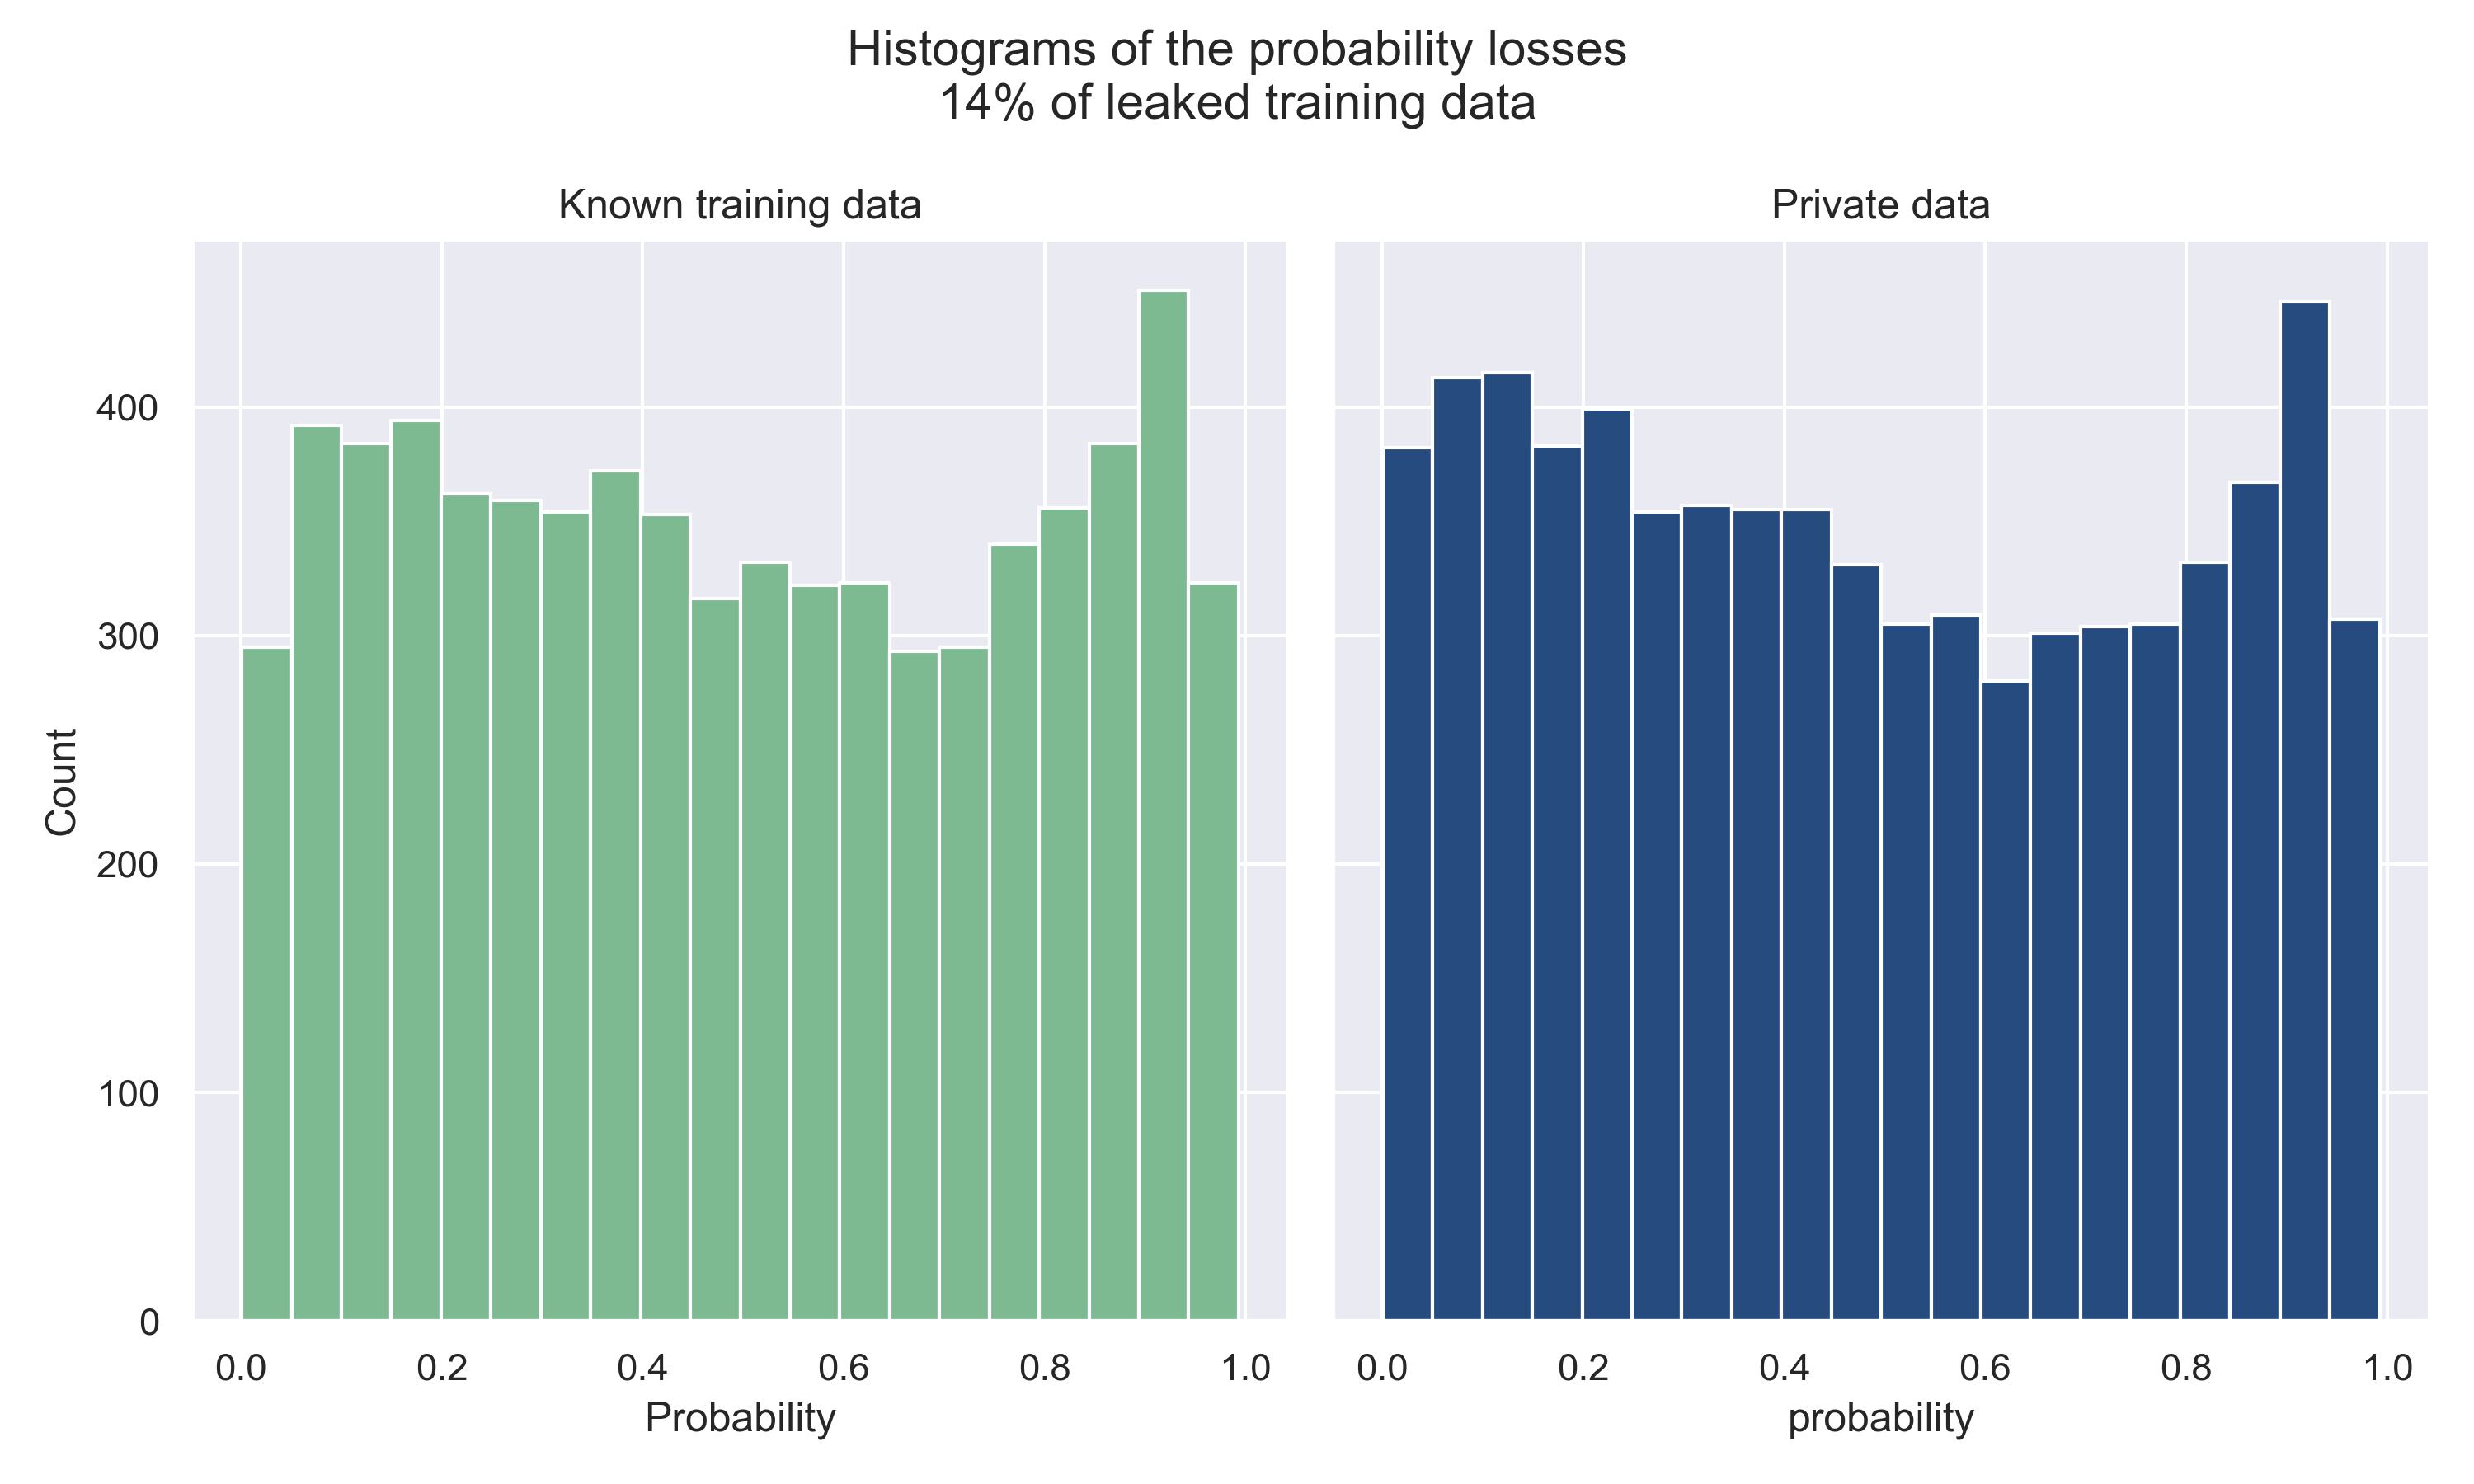 Histograms of the probability losses
14% of leaked training data
Known training data
Private data
Count
400
300
200
100
0
0.0 0.2 0.4 0.6 0.8 1.0
Probability
0.0 0.2 0.4 0.6 0.8 1.0
probability